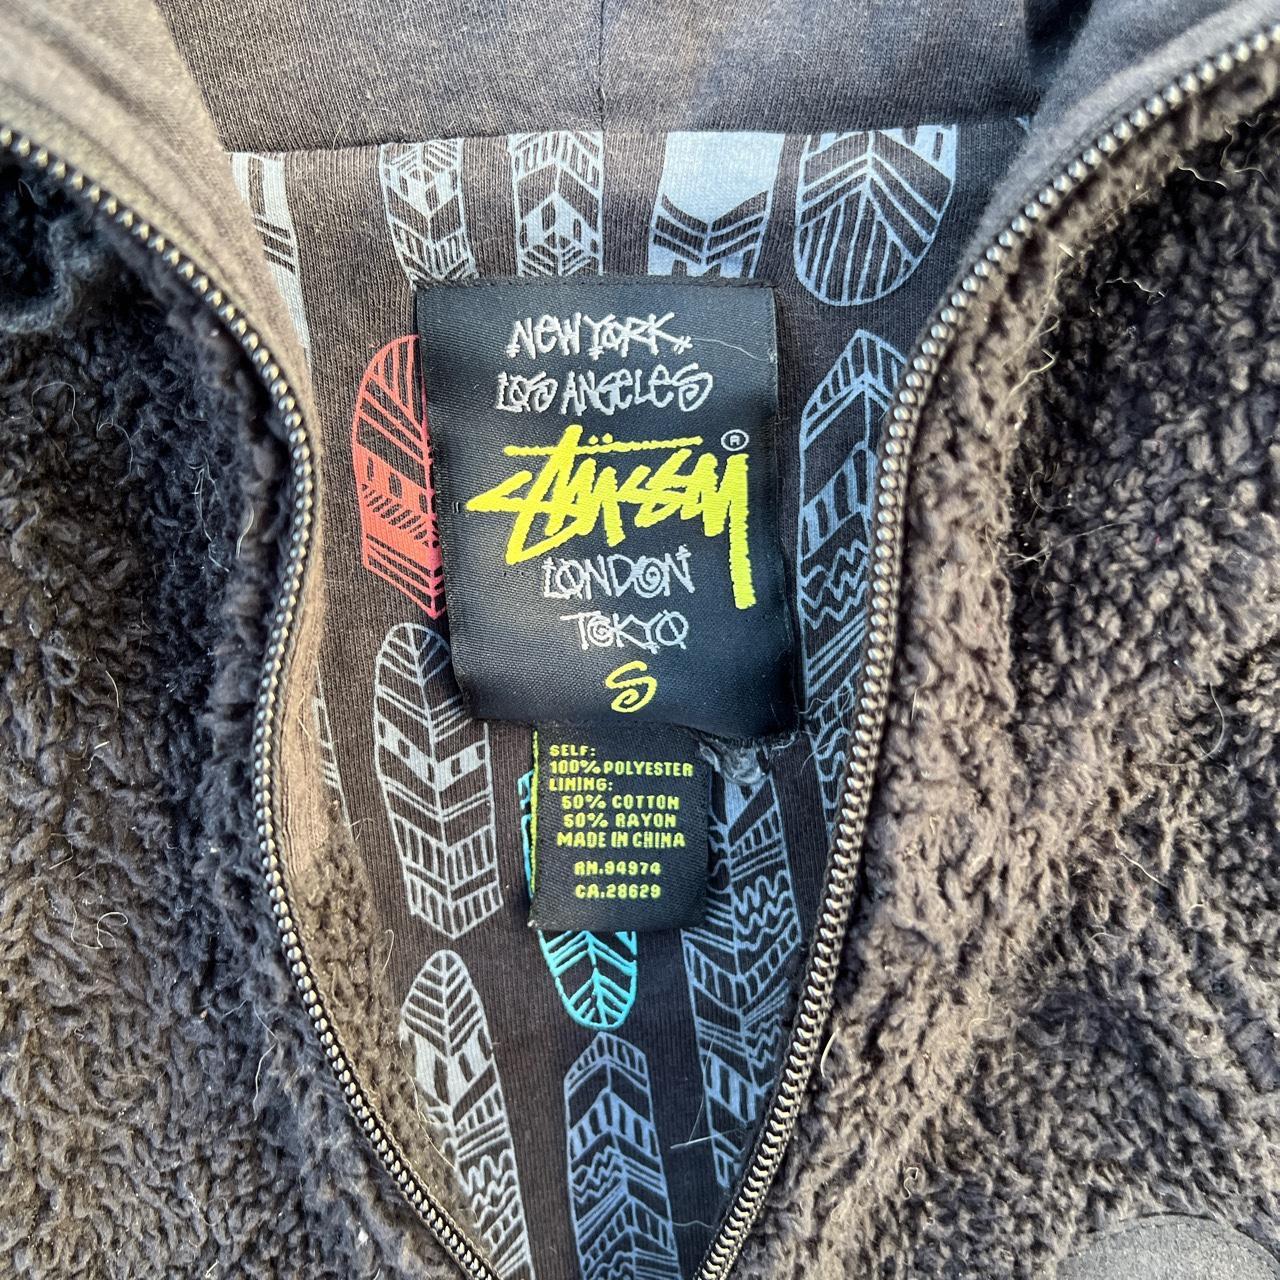 NEW YORK
LOS ANGELES
STÜSSY ®
LONDON
TOKYO
S
SELF:
100% POLYESTER
LINING:
50% COTTON
50% RAYON
MADE IN CHINA
RN.94974
CA.28629